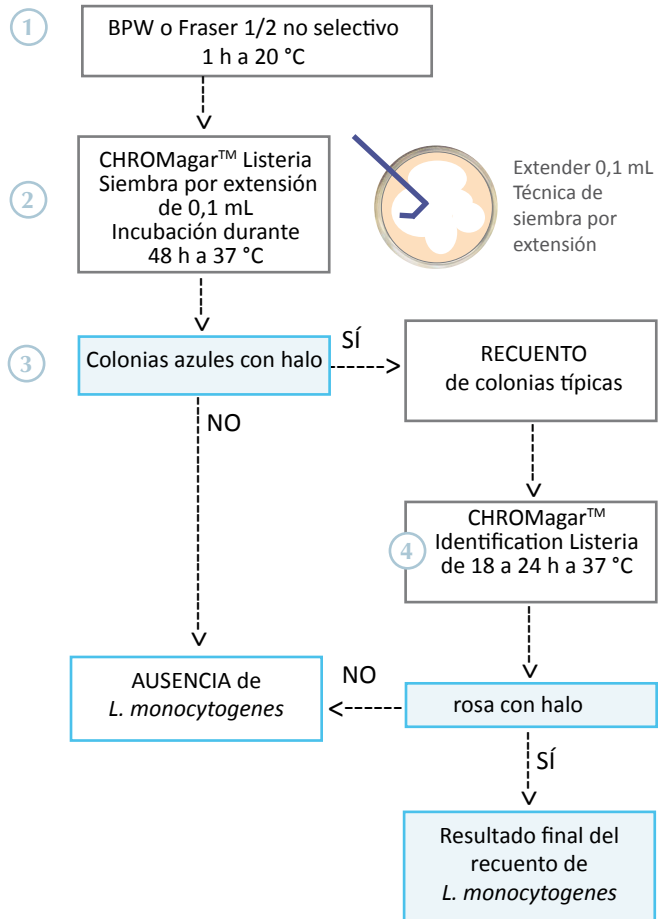 1
BPW o Fraser 1/2 no selectivo
1 h a 20 °C
2
CHROMagar™ Listeria
Siembra por extensión
de 0,1 mL
Incubación durante
48 h a 37 °C
Extender 0,1 mL
Técnica de
siembra por
extensión
3
Colonias azules con halo
SÍ
RECUENTO
de colonias típicas
NO
4
CHROMagar™
Identification Listeria
de 18 a 24 h a 37 °C
AUSENCIA de
L. monocytogenes
NO
rosa con halo
SÍ
Resultado final del
recuento de
L. monocytogenes